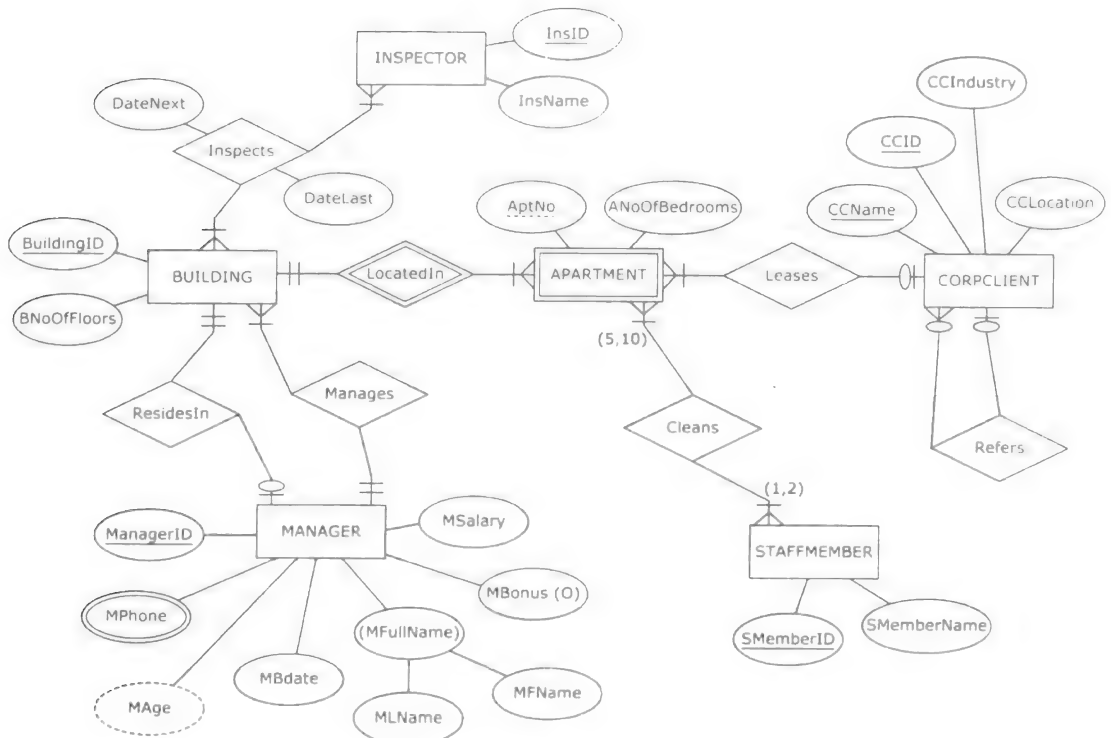 INSPECTOR
InsID
InsName
DateNext
Inspects
DateLast
CCIndustry
CCID
CCName
CCLocation
AptNo
ANoOfBedrooms
BuildingID
BUILDING
LocatedIn
APARTMENT
Leases
CORPCLIENT
BNoOfFloors
(5,10)
ResidesIn
Manages
Cleans
Refers
(1,2)
ManagerID
MANAGER
MSalary
STAFFMEMBER
MPhone
MBonus (O)
(MFullName)
SMemberID
SMemberName
MAge
MBdate
MLName
MFName